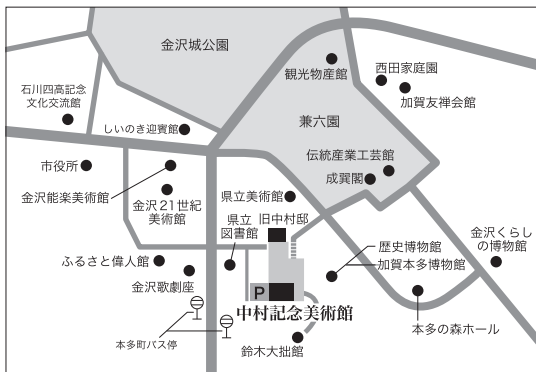 金沢城公園
観光物産館
西田家庭園
石川四高記念
文化交流館
加賀友禅会館
兼六園
しいのき迎賓館
伝統産業工芸館
市役所
成巽閣
金沢能楽美術館
金沢21世紀
美術館
県立美術館
県立
図書館
旧中村邸
金沢くらし
の博物館
歴史博物館
加賀本多博物館
ふるさと偉人館
金沢歌劇座
P
中村記念美術館
本多の森ホール
本多町バス停
鈴木大拙館